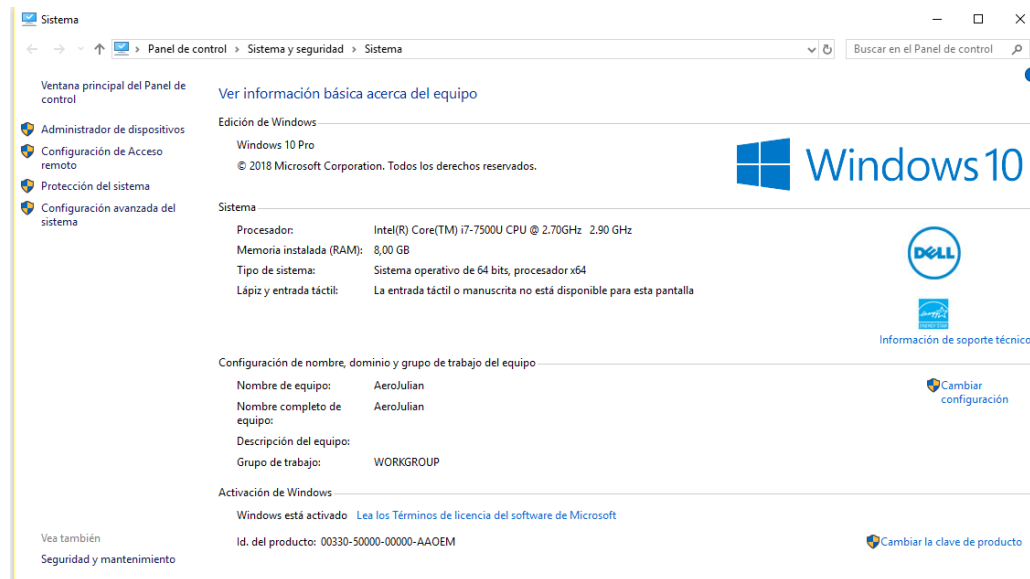 Sistema
Panel de control > Sistema y seguridad > Sistema
Buscar en el Panel de control
Ventana principal del Panel de
control
Administrador de dispositivos
Configuración de Acceso
remoto
Protección del sistema
Configuración avanzada del
sistema
Ver información básica acerca del equipo
Edición de Windows
Windows 10 Pro
© 2018 Microsoft Corporation. Todos los derechos reservados.
Windows 10
Sistema
Procesador: Intel(R) Core(TM) i7-7500U CPU @ 2.70GHz 2.90 GHz
Memoria instalada (RAM): 8,00 GB
Tipo de sistema: Sistema operativo de 64 bits, procesador x64
Lápiz y entrada táctil: La entrada táctil o manuscrita no está disponible para esta pantalla
DELL
ENERGY STAR
Información de soporte técnico
Configuración de nombre, dominio y grupo de trabajo del equipo
Nombre de equipo: AeroJulian
Cambiar
configuración
Nombre completo de
equipo: AeroJulian
Descripción del equipo:
Grupo de trabajo: WORKGROUP
Activación de Windows
Windows está activado Lea los Términos de licencia del software de Microsoft
Id. del producto: 00330-50000-00000-AAOEM
Cambiar la clave de producto
Vea también
Seguridad y mantenimiento